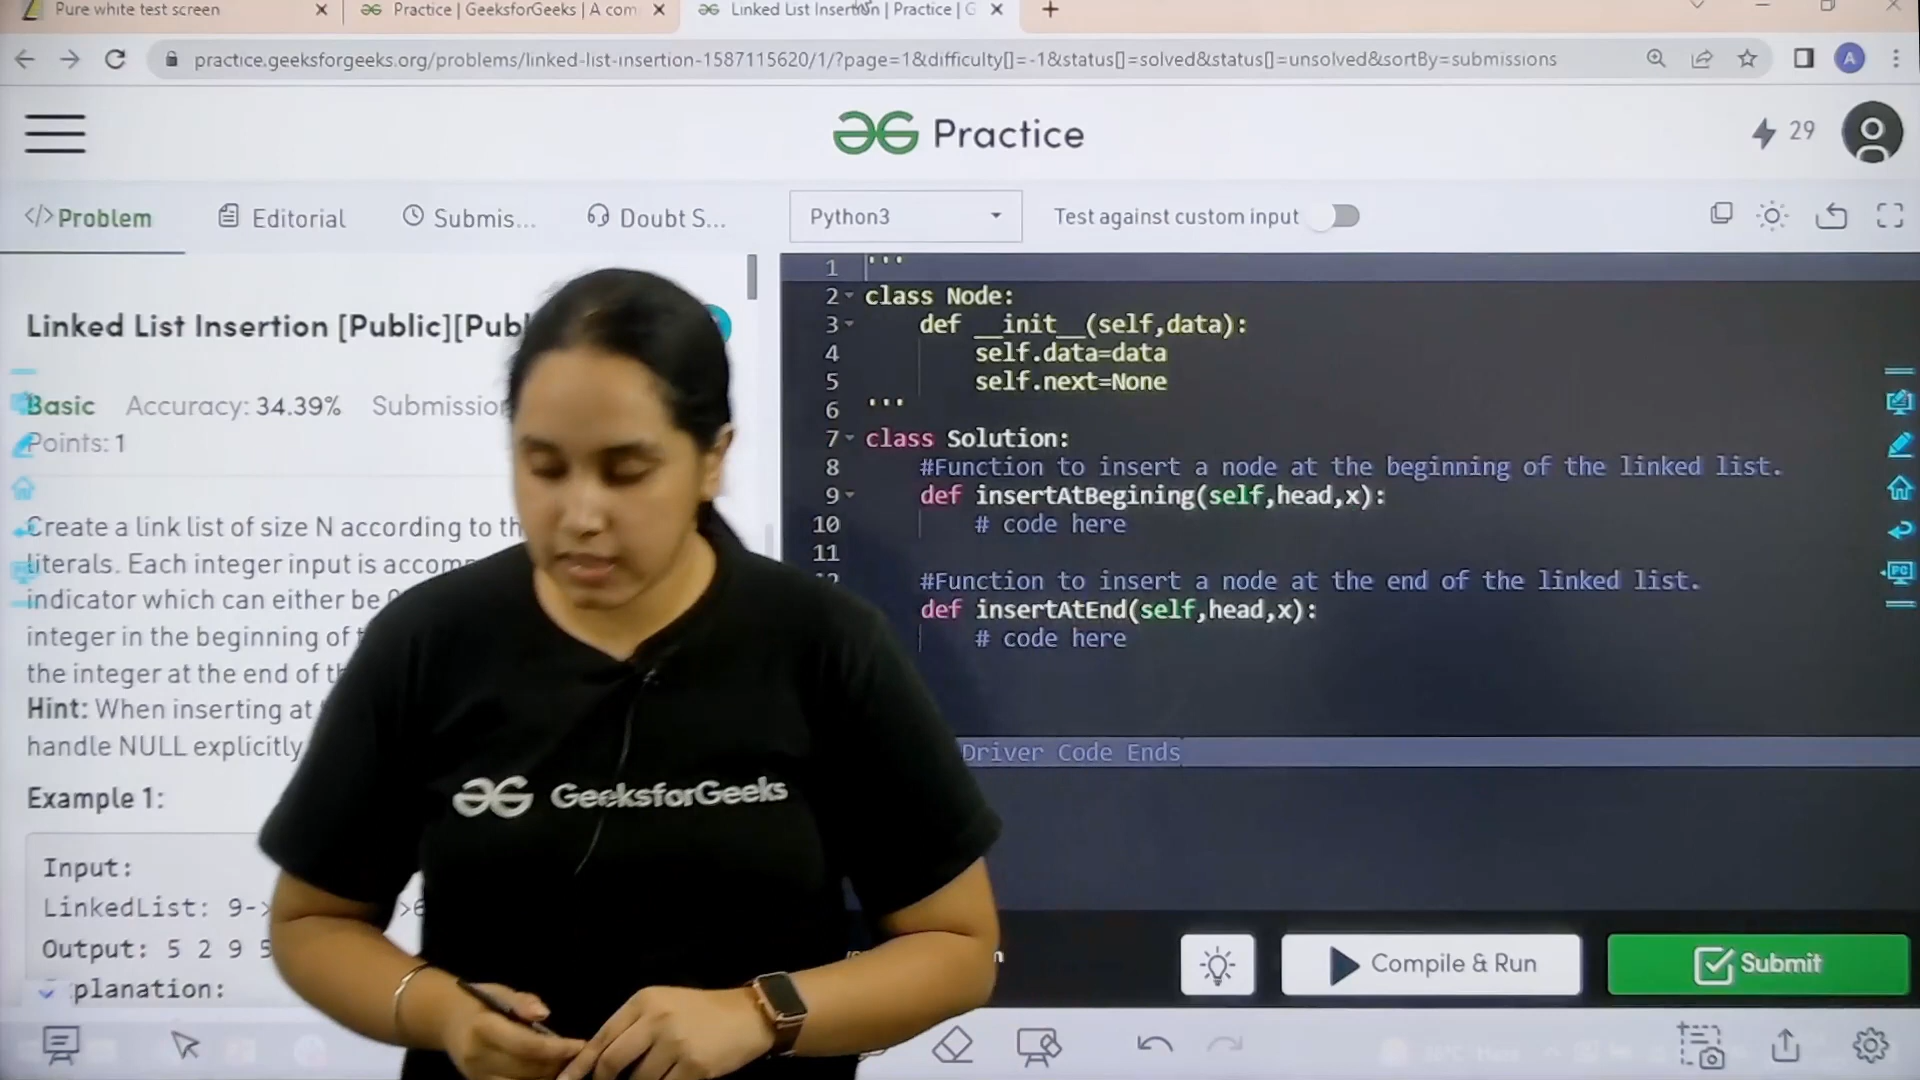 Pure white test screen
Practice | GeeksforGeeks | A com
Linked List Insertion | Practice | G
practice.geeksforgeeks.org/problems/linked-list-insertion-1587115620/1/?page=1&difficulty[]=-1&status[]=solved&status[]=unsolved&sortBy=submissions
A
Practice
29
</>Problem
Editorial
Submis...
Doubt S...
Python3
Test against custom input
Linked List Insertion [Public][Publ
Basic Accuracy: 34.39% Submission
Points: 1
Create a link list of size N according to th
literals. Each integer input is accomp
indicator which can either be 0
integer in the beginning of t
the integer at the end of th
Hint: When inserting at
handle NULL explicitly
Example 1:
Input:
LinkedList: 9-> >6
Output: 5 2 9 5
planation:
1 '''
2 class Node:
3 def __init__(self,data):
4 self.data=data
5 self.next=None
6 '''
7 class Solution:
8 #Function to insert a node at the beginning of the linked list.
9 def insertAtBegining(self,head,x):
10 # code here
11
12 #Function to insert a node at the end of the linked list.
def insertAtEnd(self,head,x):
# code here
Driver Code Ends
GeeksforGeeks
Compile & Run
Submit
PC